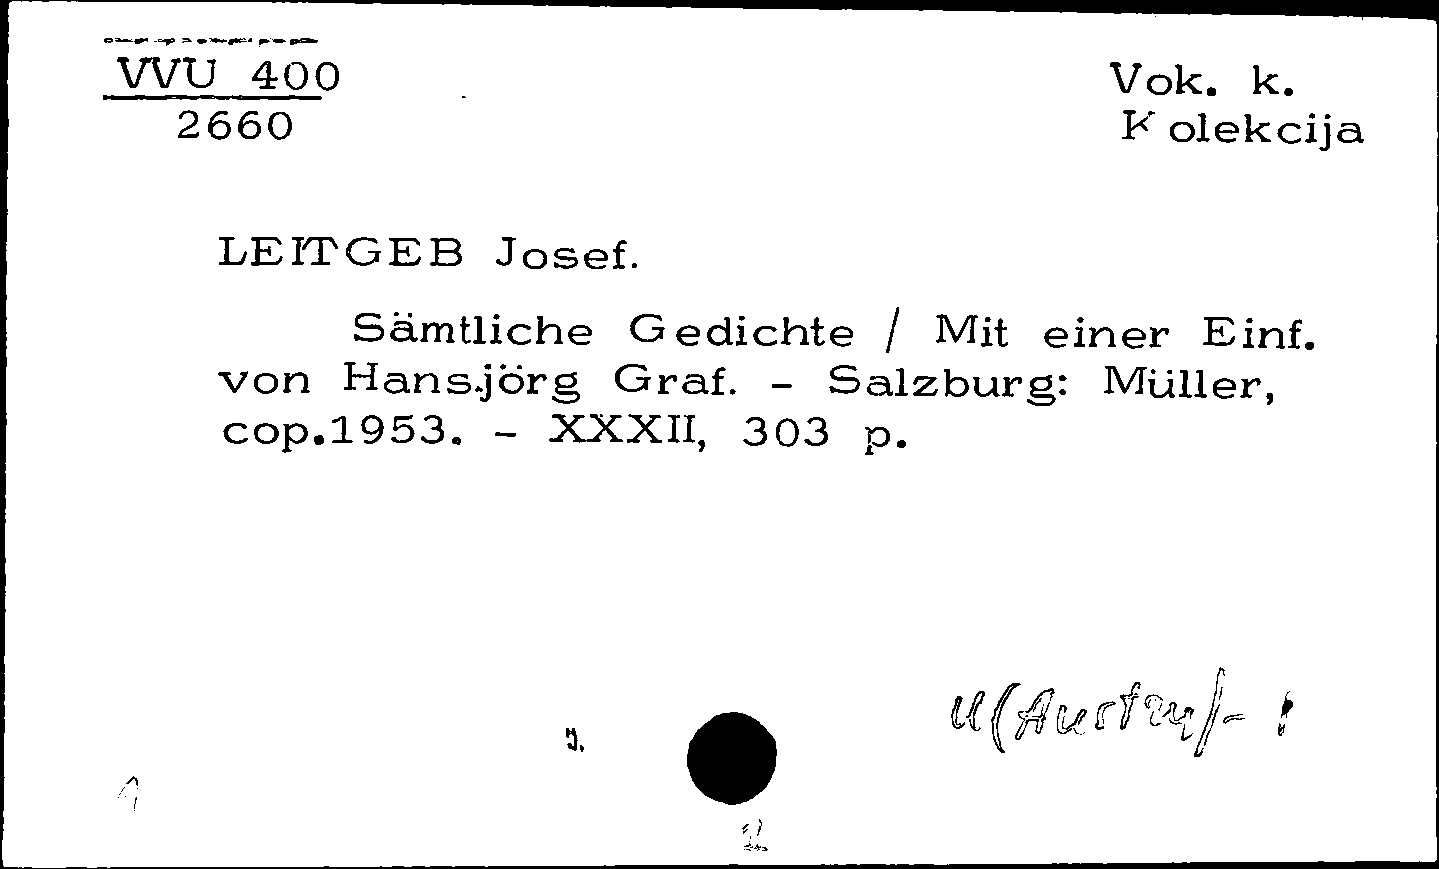 VVU 400
2660
Vok. k.
Kolekcija
LEITGEB Josef.
Sämtliche Gedichte / Mit einer Einf.
von Hansjörg Graf. - Salzburg: Müller,
cop.1953. - XXXII, 303 p.